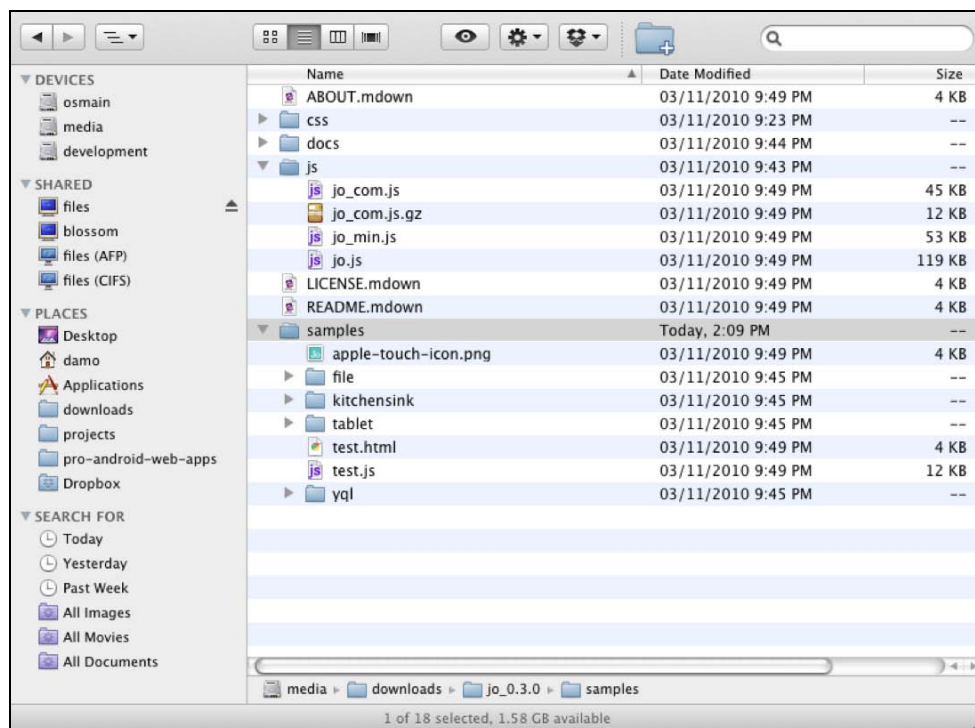 Name Date Modified Size
DEVICES
osmain
media
development
SHARED
files
blossom
files (AFP)
files (CIFS)
PLACES
Desktop
damo
Applications
downloads
projects
pro-android-web-apps
Dropbox
SEARCH FOR
Today
Yesterday
Past Week
All Images
All Movies
All Documents
ABOUT.mdown 03/11/2010 9:49 PM 4 KB
css 03/11/2010 9:23 PM --
docs 03/11/2010 9:44 PM --
js 03/11/2010 9:43 PM --
js jo_com.js 03/11/2010 9:49 PM 45 KB
jo_com.js.gz 03/11/2010 9:49 PM 12 KB
js jo_min.js 03/11/2010 9:49 PM 53 KB
js jo.js 03/11/2010 9:49 PM 119 KB
LICENSE.mdown 03/11/2010 9:49 PM 4 KB
README.mdown 03/11/2010 9:49 PM 4 KB
samples Today, 2:09 PM --
apple-touch-icon.png 03/11/2010 9:49 PM 4 KB
file 03/11/2010 9:45 PM --
kitchensink 03/11/2010 9:45 PM --
tablet 03/11/2010 9:45 PM --
test.html 03/11/2010 9:49 PM 4 KB
js test.js 03/11/2010 9:49 PM 12 KB
yql 03/11/2010 9:45 PM --
media ▸ downloads ▸ jo_0.3.0 ▸ samples
1 of 18 selected, 1.58 GB available